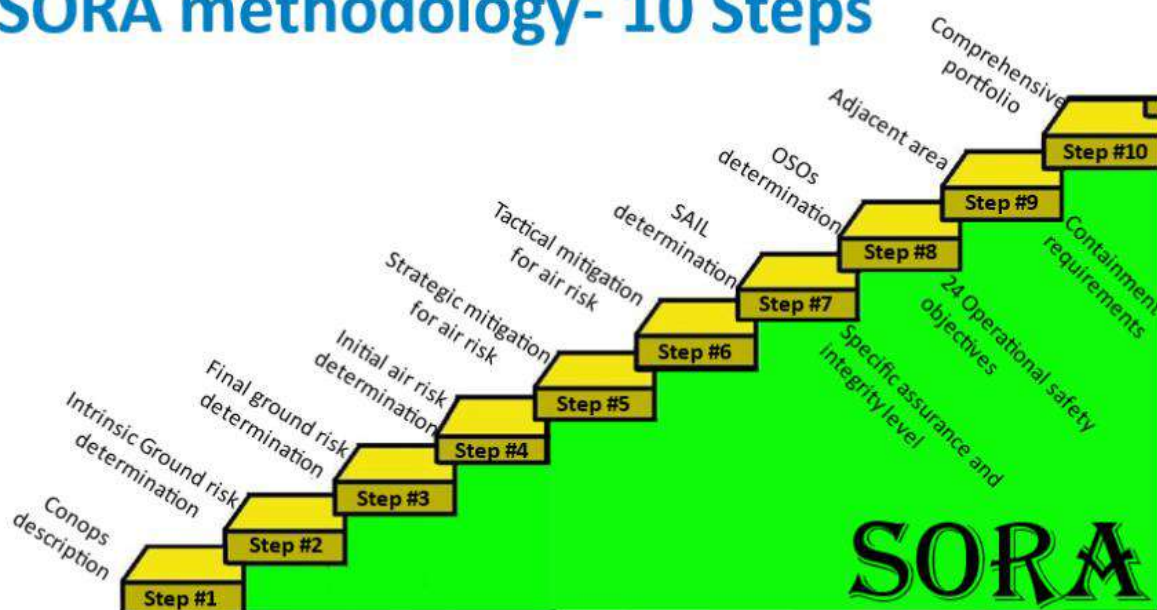 SORA methodology- 10 Steps
Conops
description
Step #1
Intrinsic Ground risk
determination
Step #2
Final ground risk
determination
Step #3
Initial air risk
determination
Step #4
Strategic mitigation
for air risk
Step #5
Tactical mitigation
for air risk
Step #6
SAIL
determination
Step #7
Specific assurance and
integrity level
OSOs
determination
Step #8
24 Operational safety
objectives
Adjacent area
Step #9
Containment
requirements
Comprehensive
portfolio
Step #10
SORA